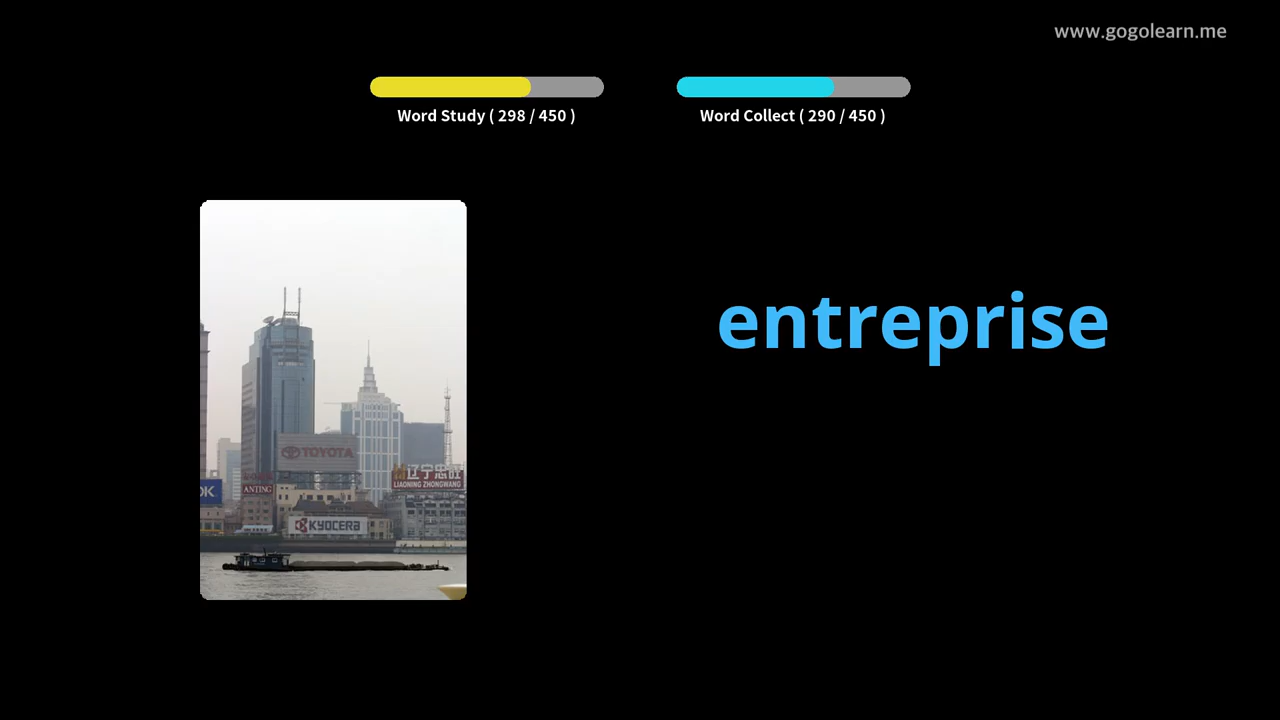 www.gogolearn.me
Word Study ( 298 / 450 )
Word Collect ( 290 / 450 )
entreprise
TOYOTA
辽宁忠旺
LIAONING ZHONGWANG
OK
ANTING
KYOCERA